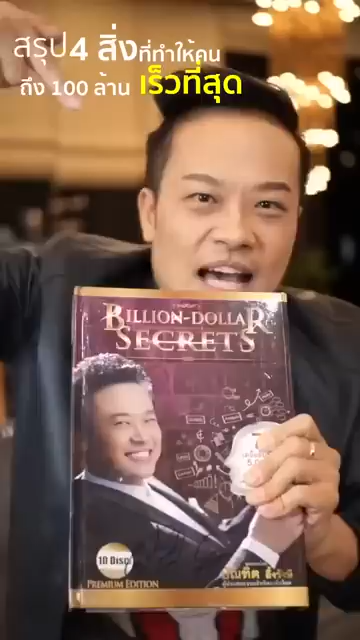 สรุป4 สิ่งที่ทำให้คน
ถึง 100 ล้าน เร็วที่สุด
BILLION-DOLLAR
SECRETS
10 Disc
PREMIUM EDITION